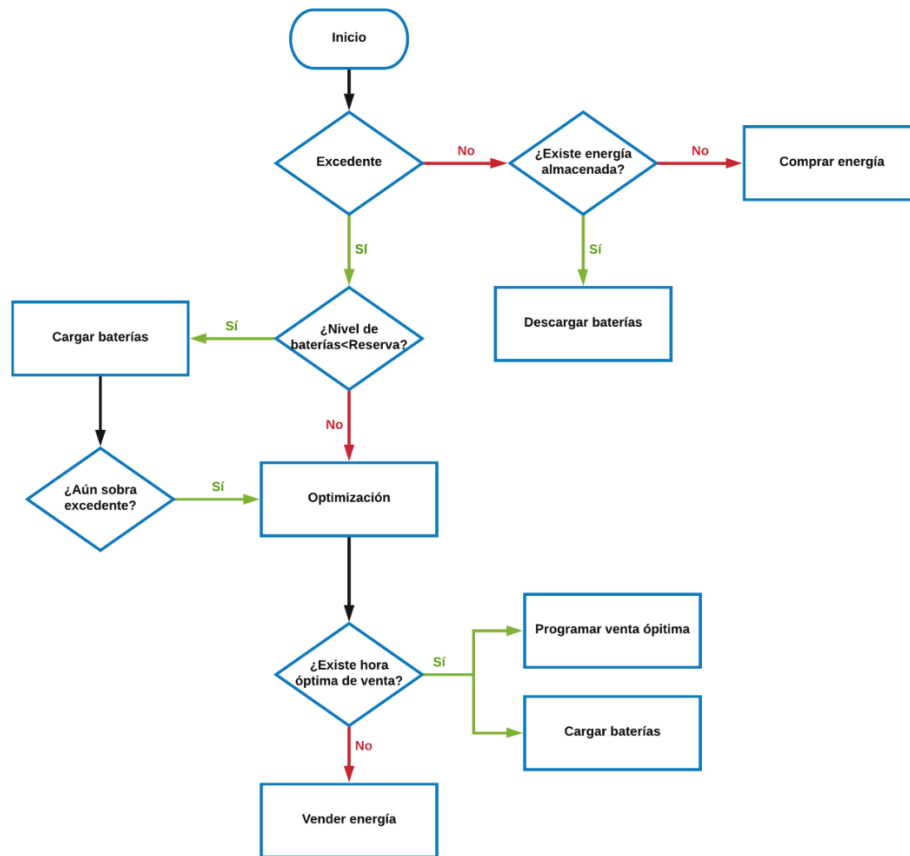 Inicio
Excedente
No
¿Existe energía
almacenada?
No
Comprar energía
Sí
Sí
Descargar baterías
Cargar baterías
Sí
¿Nivel de
baterías<Reserva?
No
¿Aún sobra
excedente?
Sí
Optimización
¿Existe hora
óptima de venta?
Sí
Programar venta ópitima
Cargar baterías
No
Vender energía